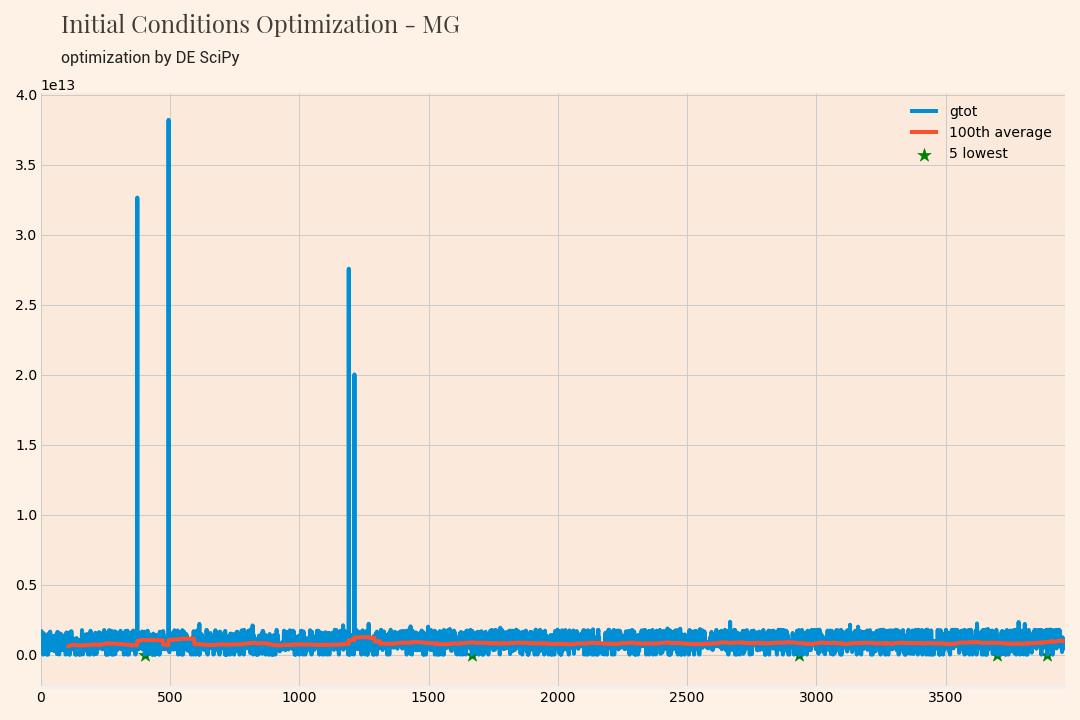 Initial Conditions Optimization - MG
optimization by DE SciPy
1e13
4.0
3.5
3.0
2.5
2.0
1.5
1.0
0.5
0.0
gtot
100th average
5 lowest
0 500 1000 1500 2000 2500 3000 3500